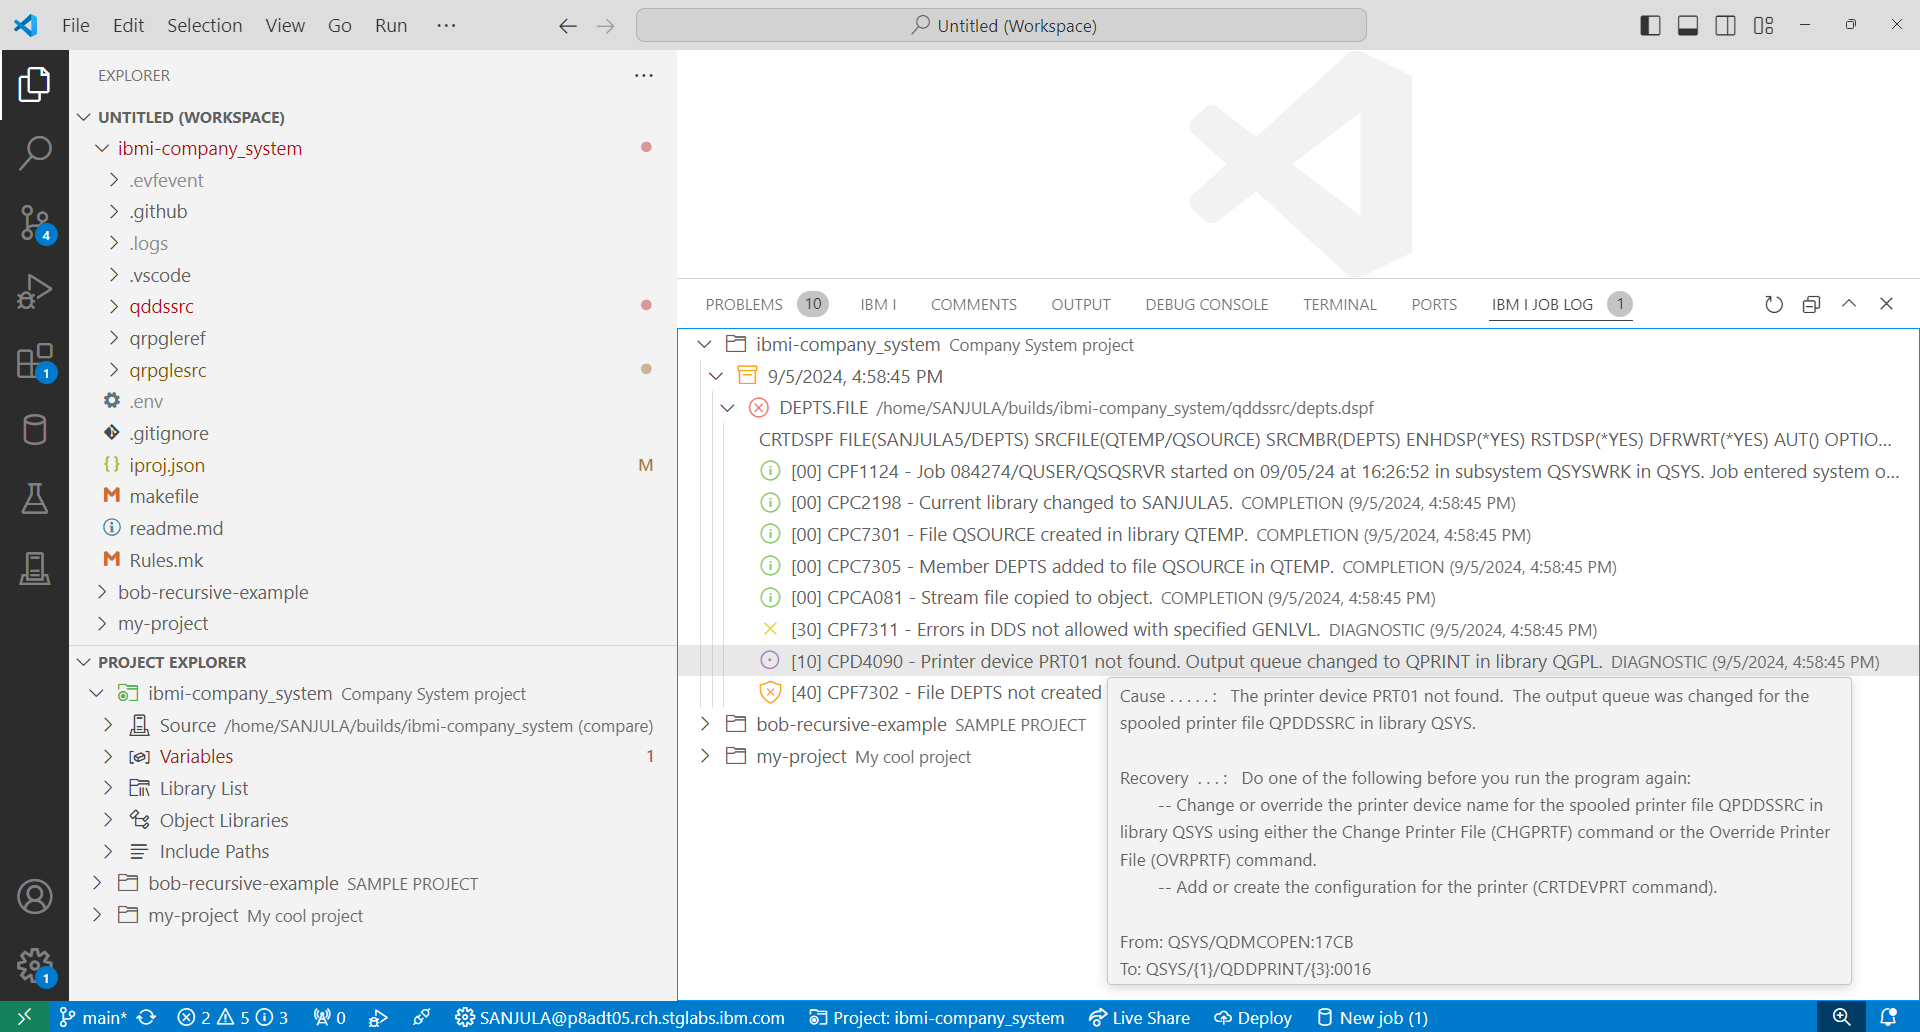 File Edit Selection View Go Run ··· Untitled (Workspace)
EXPLORER
UNTITLED (WORKSPACE)
ibmi-company_system
.evfevent
.github
.logs
.vscode
qddssrc
qrpgleref
qrpglesrc
.env
.gitignore
iproj.json M
makefile
readme.md
Rules.mk
bob-recursive-example
my-project
PROJECT EXPLORER
ibmi-company_system Company System project
Source /home/SANJULA/builds/ibmi-company_system (compare)
Variables 1
Library List
Object Libraries
Include Paths
bob-recursive-example SAMPLE PROJECT
my-project My cool project
4
1
1
PROBLEMS 10 IBM I COMMENTS OUTPUT DEBUG CONSOLE TERMINAL PORTS IBM I JOB LOG 1
ibmi-company_system Company System project
9/5/2024, 4:58:45 PM
DEPTS.FILE /home/SANJULA/builds/ibmi-company_system/qddssrc/depts.dspf
CRTDSPF FILE(SANJULA5/DEPTS) SRCFILE(QTEMP/QSOURCE) SRCMBR(DEPTS) ENHDSP(*YES) RSTDSP(*YES) DFRWRT(*YES) AUT() OPTIO...
[00] CPF1124 - Job 084274/QUSER/QSQSRVR started on 09/05/24 at 16:26:52 in subsystem QSYSWRK in QSYS. Job entered system o...
[00] CPC2198 - Current library changed to SANJULA5. COMPLETION (9/5/2024, 4:58:45 PM)
[00] CPC7301 - File QSOURCE created in library QTEMP. COMPLETION (9/5/2024, 4:58:45 PM)
[00] CPC7305 - Member DEPTS added to file QSOURCE in QTEMP. COMPLETION (9/5/2024, 4:58:45 PM)
[00] CPCA081 - Stream file copied to object. COMPLETION (9/5/2024, 4:58:45 PM)
[30] CPF7311 - Errors in DDS not allowed with specified GENLVL. DIAGNOSTIC (9/5/2024, 4:58:45 PM)
[10] CPD4090 - Printer device PRT01 not found. Output queue changed to QPRINT in library QGPL. DIAGNOSTIC (9/5/2024, 4:58:45 PM)
[40] CPF7302 - File DEPTS not created
bob-recursive-example SAMPLE PROJECT
my-project My cool project
Cause . . . . . : The printer device PRT01 not found. The output queue was changed for the
spooled printer file QPDDSSRC in library QSYS.
Recovery . . . : Do one of the following before you run the program again:
-- Change or override the printer device name for the spooled printer file QPDDSSRC in
library QSYS using either the Change Printer File (CHGPRTF) command or the Override Printer
File (OVRPRTF) command.
-- Add or create the configuration for the printer (CRTDEVPRT command).
From: QSYS/QDMCOPEN:17CB
To: QSYS/{1}/QDDPRINT/{3}:0016
main* 2 5 3 0 SANJULA@p8adt05.rch.stglabs.ibm.com Project: ibmi-company_system Live Share Deploy New job (1)